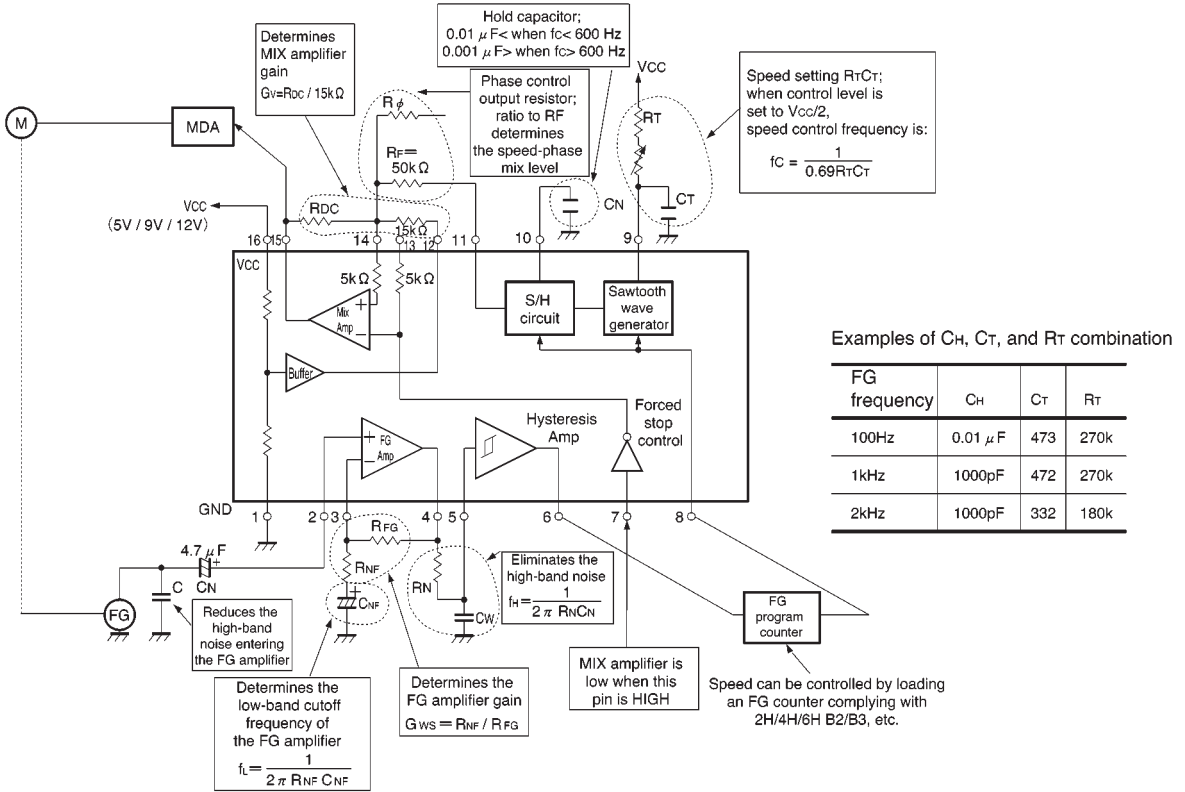 Hold capacitor;
0.01 μF< when fC< 600 Hz
0.001 μF> when fC> 600 Hz
Determines
MIX amplifier
gain
GV=RDC / 15kΩ
Phase control
output resistor;
ratio to RF
determines
the speed-phase
mix level
VCC
Speed setting RTCT;
when control level is
set to VCC/2,
speed control frequency is:
fC = 1
0.69RTCT
M
MDA
Rϕ
RF=
50kΩ
RT
CT
CN
VCC
(5V / 9V / 12V)
RDC
15kΩ
16
15
14
13
12
11
10
9
VCC
5kΩ
5kΩ
Mix
Amp
+
−
S/H
circuit
Sawtooth
wave
generator
Buffer
Examples of CH, CT, and RT combination
FG
frequency CH CT RT
100Hz 0.01 μF 473 270k
1kHz 1000pF 472 270k
2kHz 1000pF 332 180k
+
−
FG
Amp
Hysteresis
Amp
Forced
stop
control
GND
1
2
3
4
5
6
7
8
4.7 μF
+
CN
C
FG
Reduces the
high-band
noise entering
the FG amplifier
RFG
RNF
+
CNF
RN
CW
Eliminates the
high-band noise
fH= 1
2π RNCN
FG
program
counter
Determines the
low-band cutoff
frequency of
the FG amplifier
fL= 1
2π RNF CNF
Determines the
FG amplifier gain
GWS = RNF / RFG
MIX amplifier is
low when this
pin is HIGH
Speed can be controlled by loading
an FG counter complying with
2H/4H/6H B2/B3, etc.